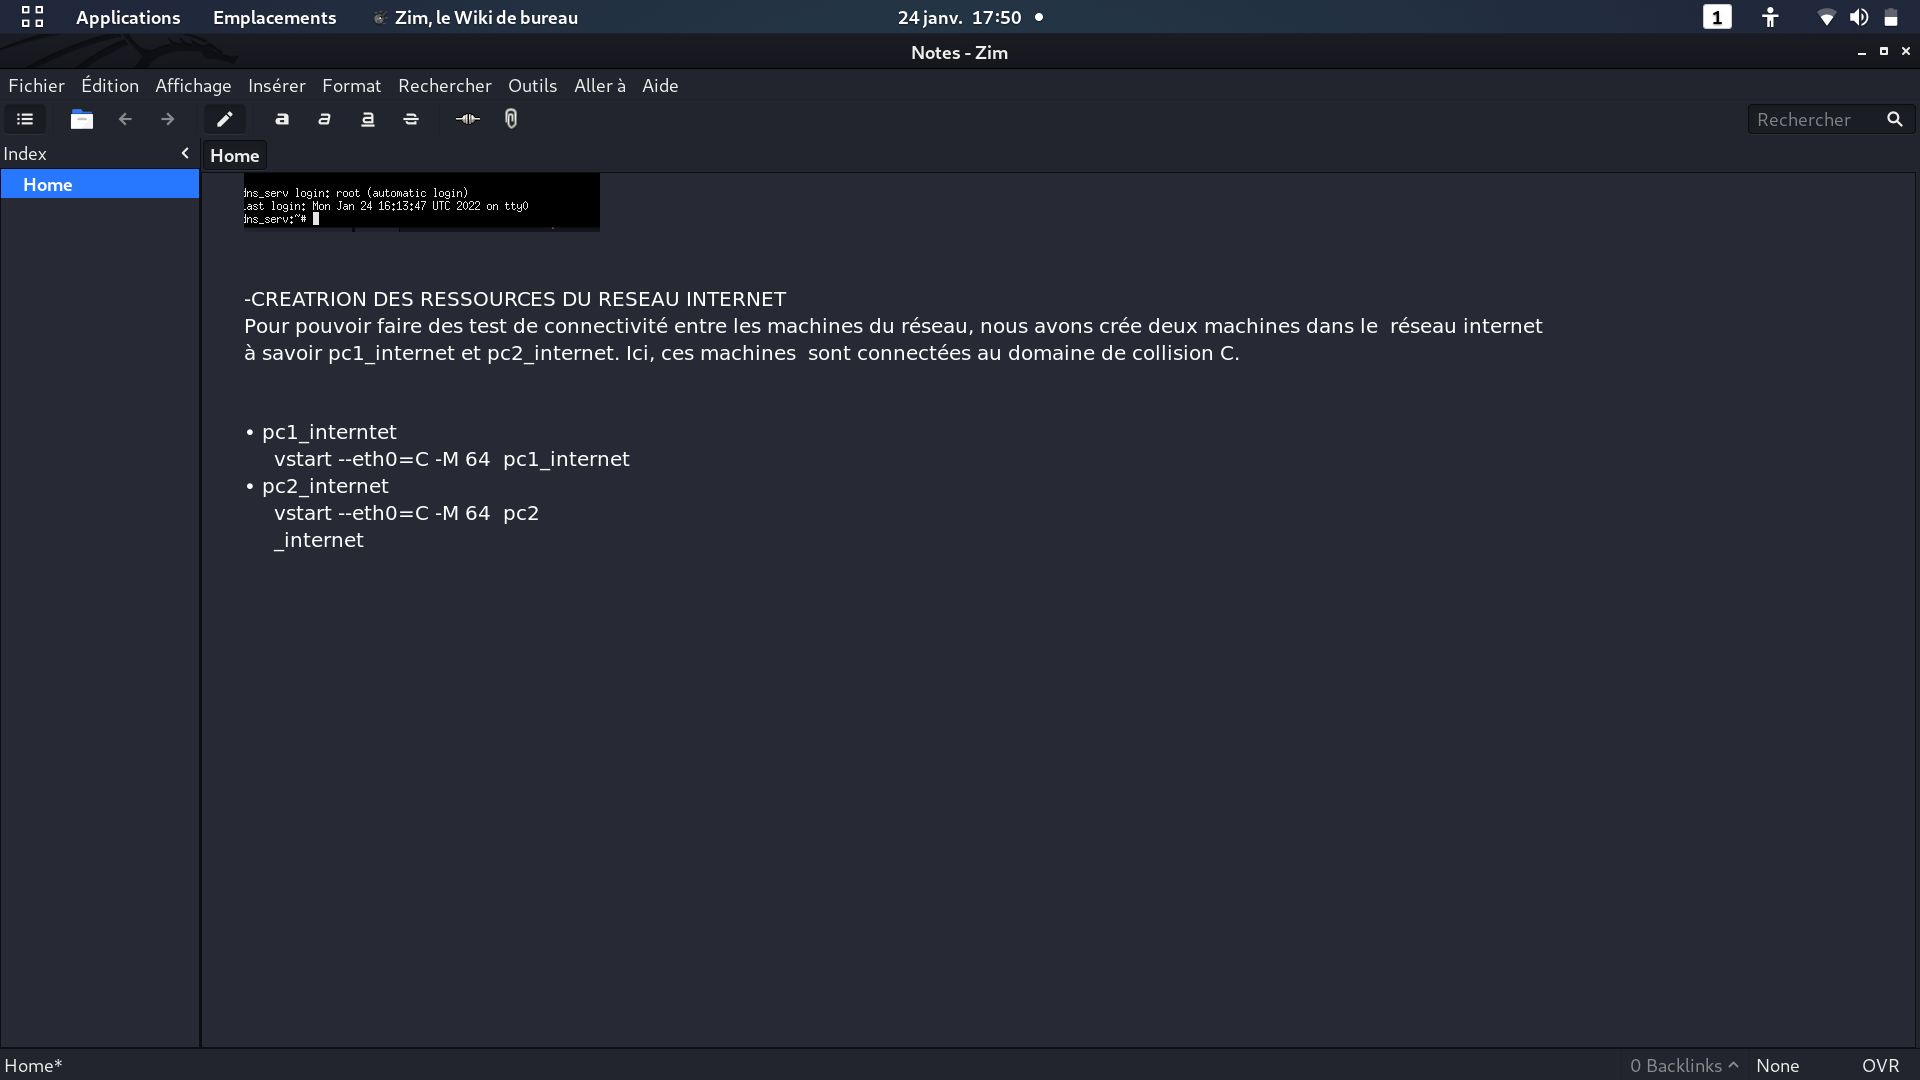 Applications Emplacements Zim, le Wiki de bureau 24 janv. 17:50 1
Notes - Zim
Fichier Édition Affichage Insérer Format Rechercher Outils Aller à Aide
a a a Rechercher
Index Home
Home
dns_serv login: root (automatic login)
Last login: Mon Jan 24 16:13:47 UTC 2022 on tty0
dns_serv:~#
-CREATRION DES RESSOURCES DU RESEAU INTERNET
Pour pouvoir faire des test de connectivité entre les machines du réseau, nous avons crée deux machines dans le  réseau internet
à savoir pc1_internet et pc2_internet. Ici, ces machines  sont connectées au domaine de collision C.
• pc1_interntet
vstart --eth0=C -M 64  pc1_internet
• pc2_internet
vstart --eth0=C -M 64  pc2
_internet
Home* 0 Backlinks None OVR